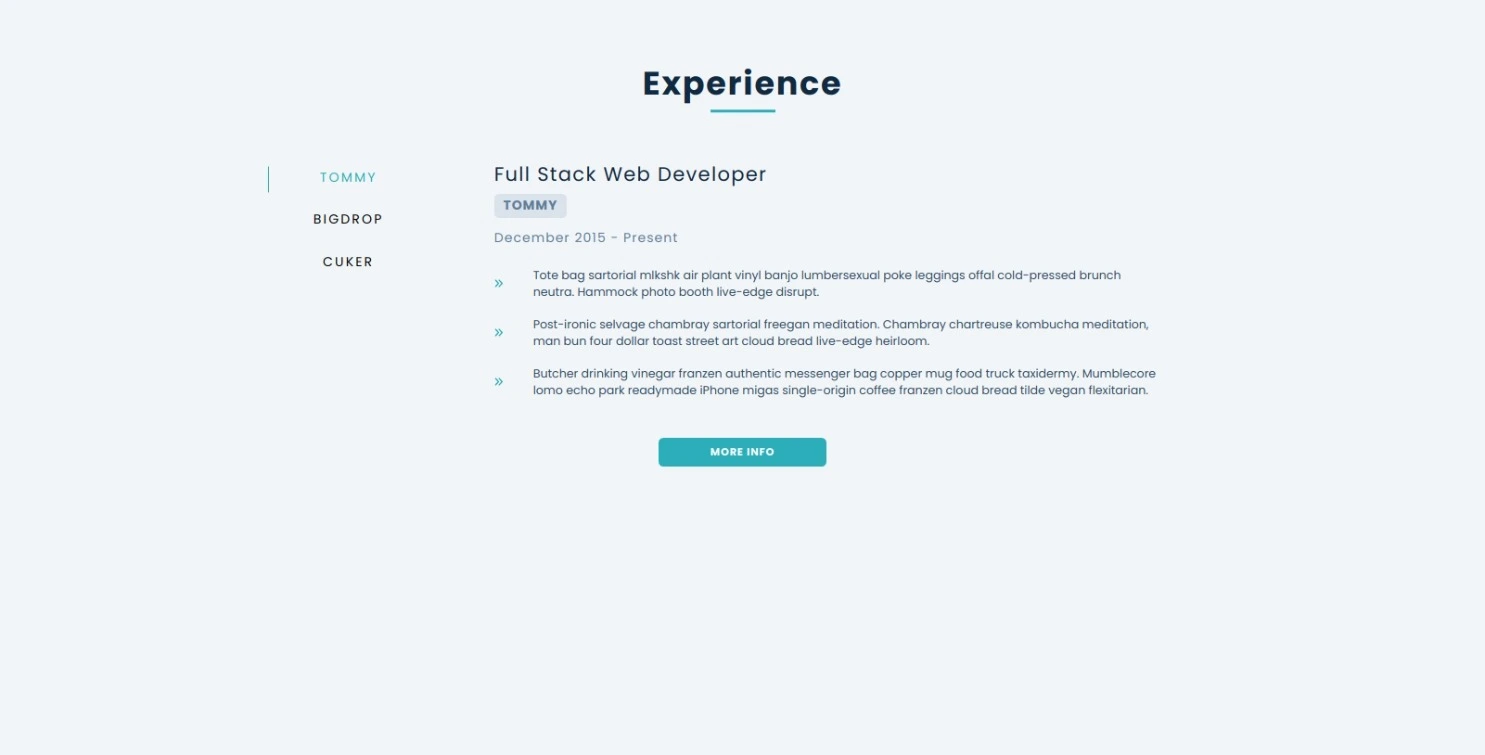 Experience
TOMMY
BIGDROP
CUKER
Full Stack Web Developer
TOMMY
December 2015 - Present
» Tote bag sartorial mlkshk air plant vinyl banjo lumbersexual poke leggings offal cold-pressed brunch
neutra. Hammock photo booth live-edge disrupt.
» Post-ironic selvage chambray sartorial freegan meditation. Chambray chartreuse kombucha meditation,
man bun four dollar toast street art cloud bread live-edge heirloom.
» Butcher drinking vinegar franzen authentic messenger bag copper mug food truck taxidermy. Mumblecore
lomo echo park readymade iPhone migas single-origin coffee franzen cloud bread tilde vegan flexitarian.
MORE INFO